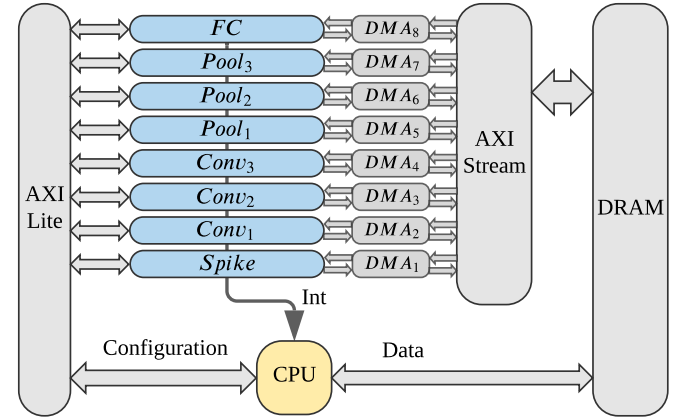 FC DMA₈
Pool₃ DMA₇
Pool₂ DMA₆
Pool₁ DMA₅
Conv₃ DMA₄
Conv₂ DMA₃
Conv₁ DMA₂
Spike DMA₁
AXI
Lite
AXI
Stream
DRAM
Int
Configuration
CPU
Data